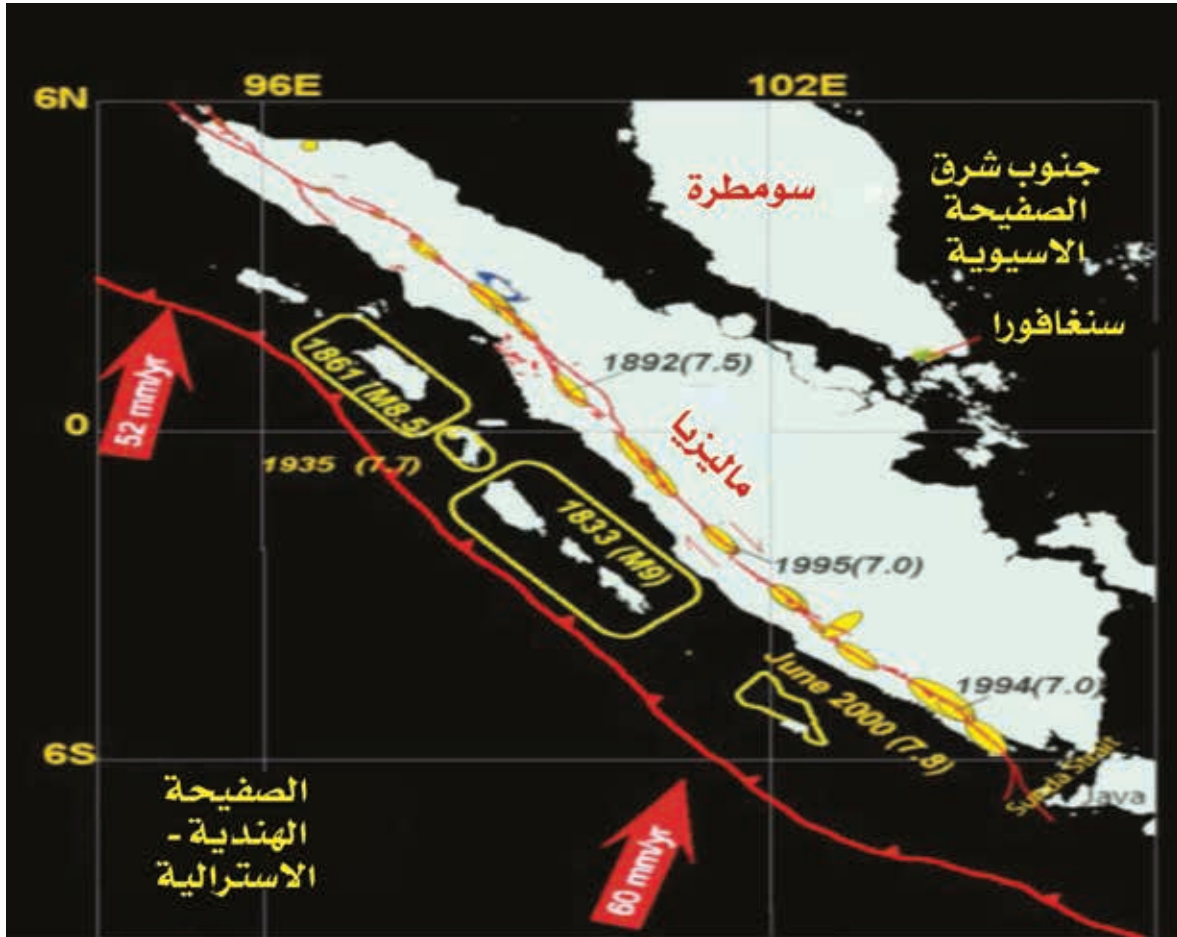 96E
102E
6N
جنوب شرق
الصفيحة
الاسيوية
سومطرة
سنغافورا
52 mm/yr
1861 (M8.5)
1892(7.5)
0
1935 (7.7)
ماليزيا
1833 (M9)
1995(7.0)
June 2000 (7.8)
1994(7.0)
6S
Sunda Strait
Java
الصفيحة
الهندية -
الاسترالية
60 mm/yr